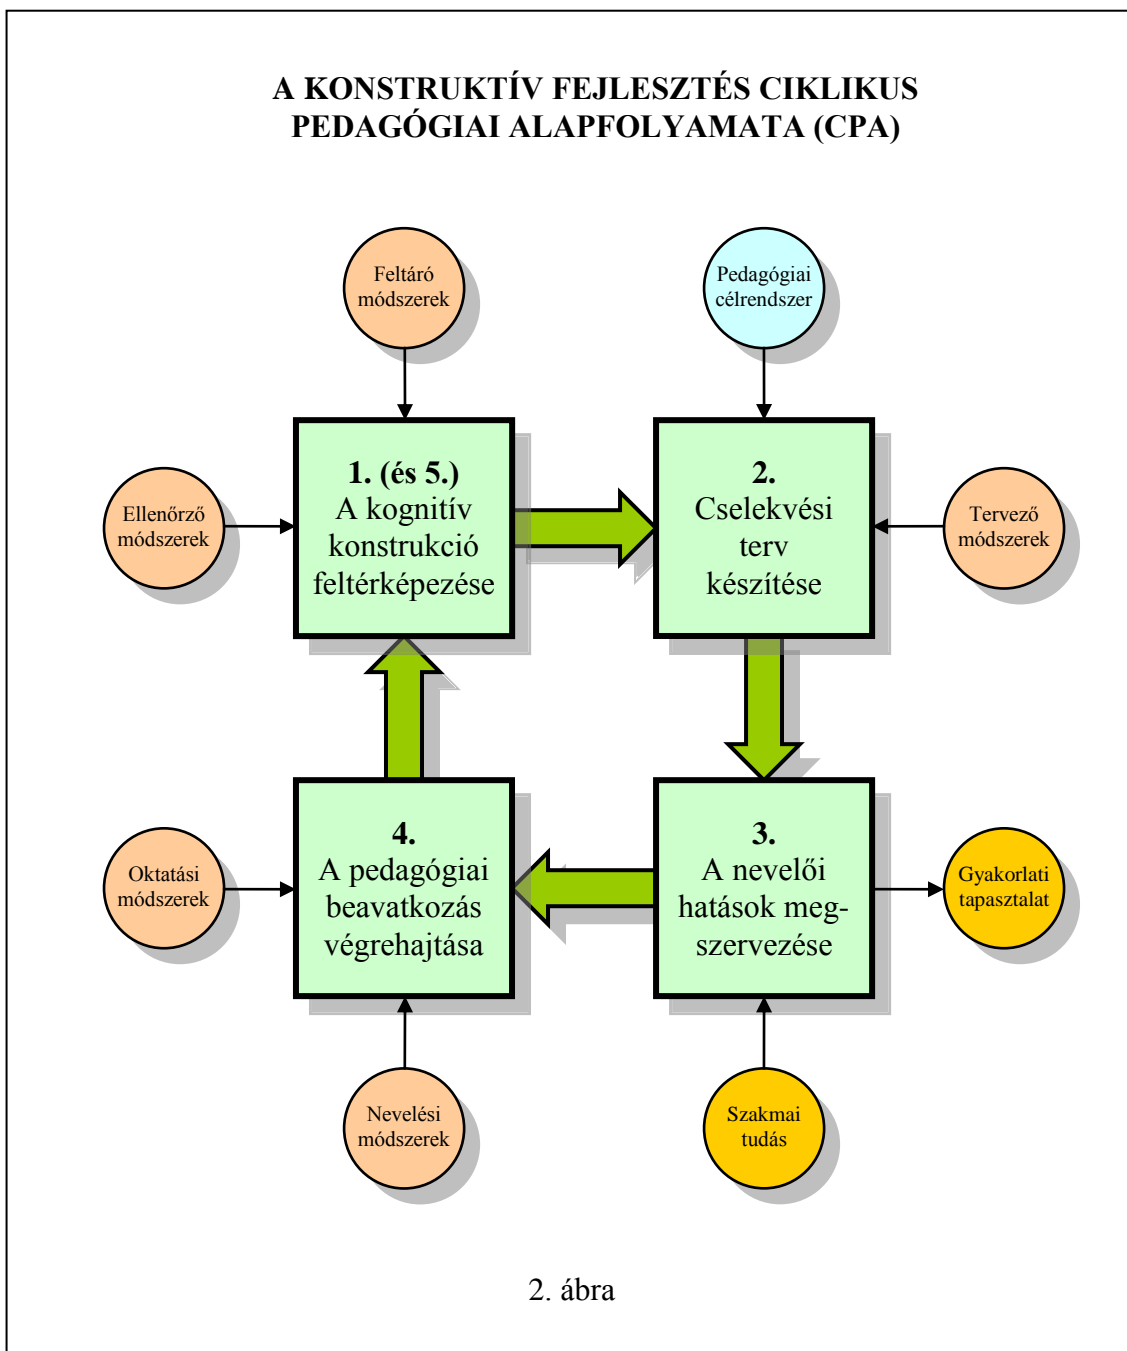 A KONSTRUKTÍV FEJLESZTÉS CIKLIKUS
PEDAGÓGIAI ALAPFOLYAMATA (CPA)
Feltáró
módszerek
Pedagógiai
célrendszer
Ellenőrző
módszerek
1. (és 5.)
A kognitív
konstrukció
feltérképezése
2.
Cselekvési
terv
készítése
Tervező
módszerek
Oktatási
módszerek
4.
A pedagógiai
beavatkozás
végrehajtása
3.
A nevelői
hatások meg-
szervezése
Gyakorlati
tapasztalat
Nevelési
módszerek
Szakmai
tudás
2. ábra